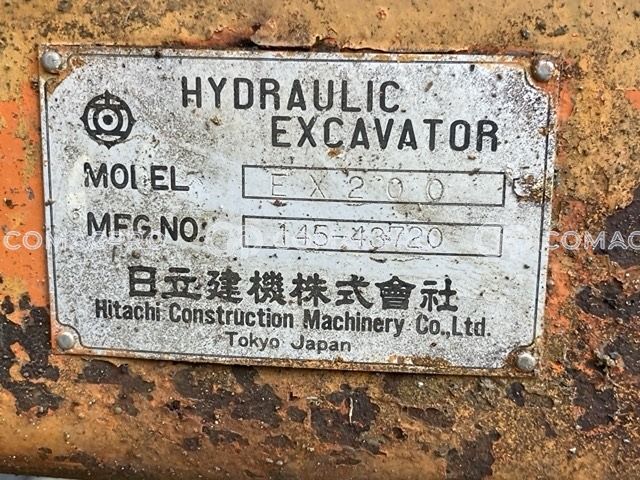 HYDRAULIC
EXCAVATOR
MODEL EX200
MFG.NO: 145-43720
日立建機株式會社
Hitachi Construction Machinery Co.,Ltd.
Tokyo Japan